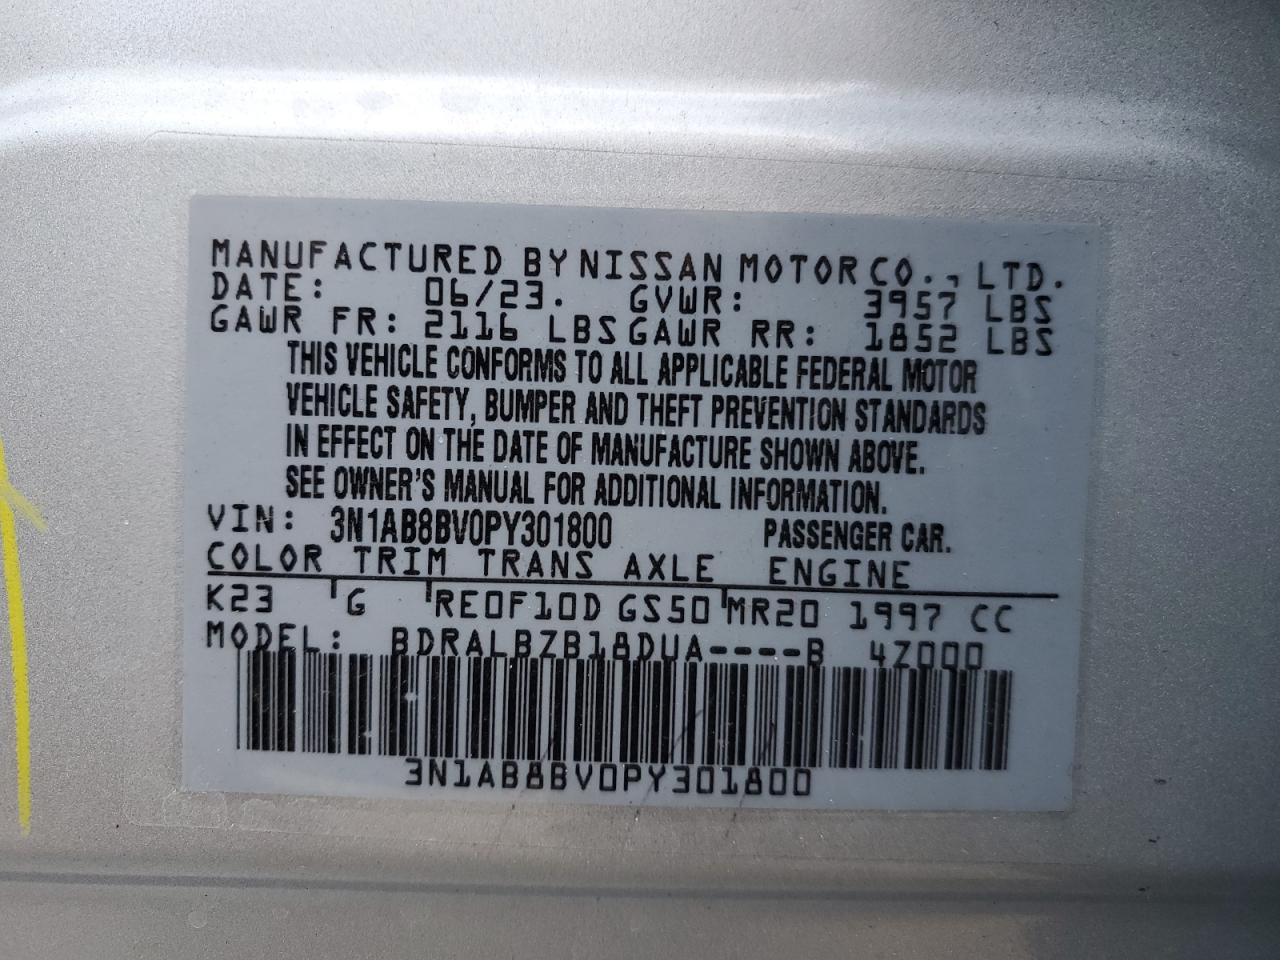 MANUFACTURED BY NISSAN MOTOR CO., LTD.
DATE: 06/23. GVWR: 3957 LBS
GAWR FR: 2116 LBS GAWR RR: 1852 LBS
THIS VEHICLE CONFORMS TO ALL APPLICABLE FEDERAL MOTOR
VEHICLE SAFETY, BUMPER AND THEFT PREVENTION STANDARDS
IN EFFECT ON THE DATE OF MANUFACTURE SHOWN ABOVE.
SEE OWNER'S MANUAL FOR ADDITIONAL INFORMATION.
VIN: 3N1AB8BV0PY301800 PASSENGER CAR.
COLOR TRIM TRANS AXLE ENGINE
K23 G RE0F10D GS50 MR20 1997 CC
MODEL: BDRALBZB18DUA----B 4Z000
3N1AB8BV0PY301800